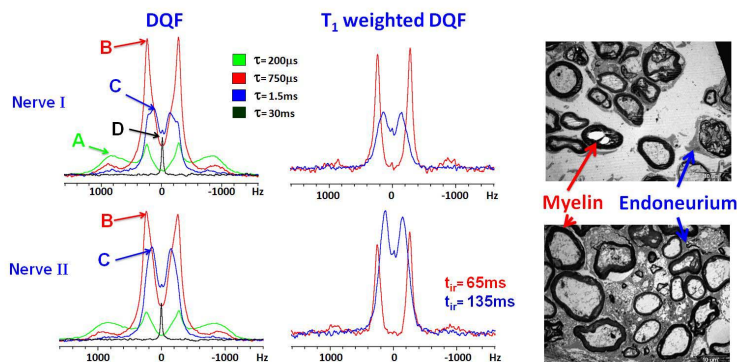 DQF
T1 weighted DQF
B
τ=200μs
τ=750μs
τ=1.5ms
τ=30ms
C
Nerve I
D
A
1000 0 -1000 Hz
1000 0 -1000 Hz
Myelin Endoneurium
B
C
Nerve II
tir= 65ms
tir= 135ms
1000 0 -1000 Hz
1000 0 -1000 Hz